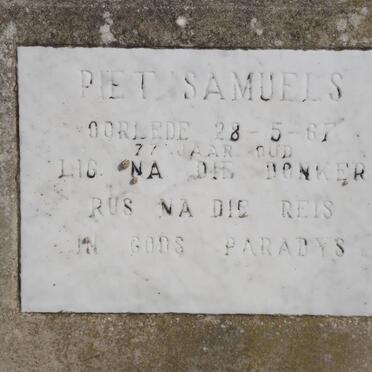 PIET SAMUELS
OORLEDE 28-5-67
77 JAAR OUD
LIG NA DIE DONKER
RUS NA DIE REIS
IN GODS PARADYS